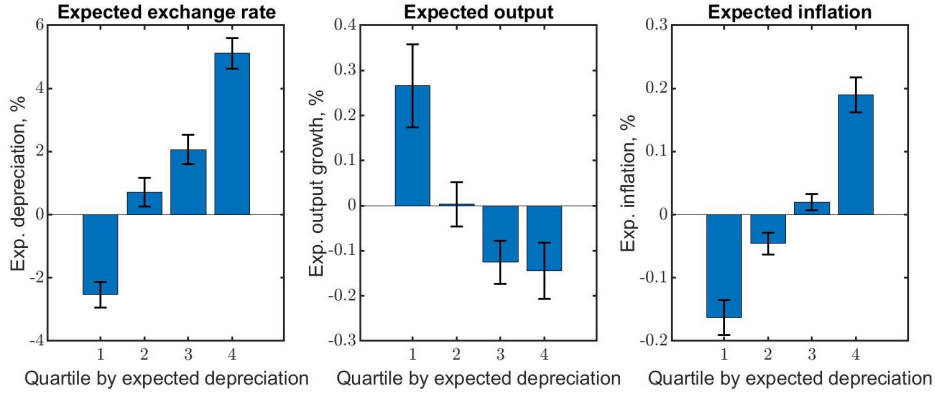 Expected exchange rate
Exp. depreciation, %
6
4
2
0
-2
-4
1 2 3 4
Quartile by expected depreciation
Expected output
Exp. output growth, %
0.4
0.3
0.2
0.1
0
-0.1
-0.2
-0.3
1 2 3 4
Quartile by expected depreciation
Expected inflation
Exp. inflation, %
0.3
0.2
0.1
0
-0.1
-0.2
1 2 3 4
Quartile by expected depreciation